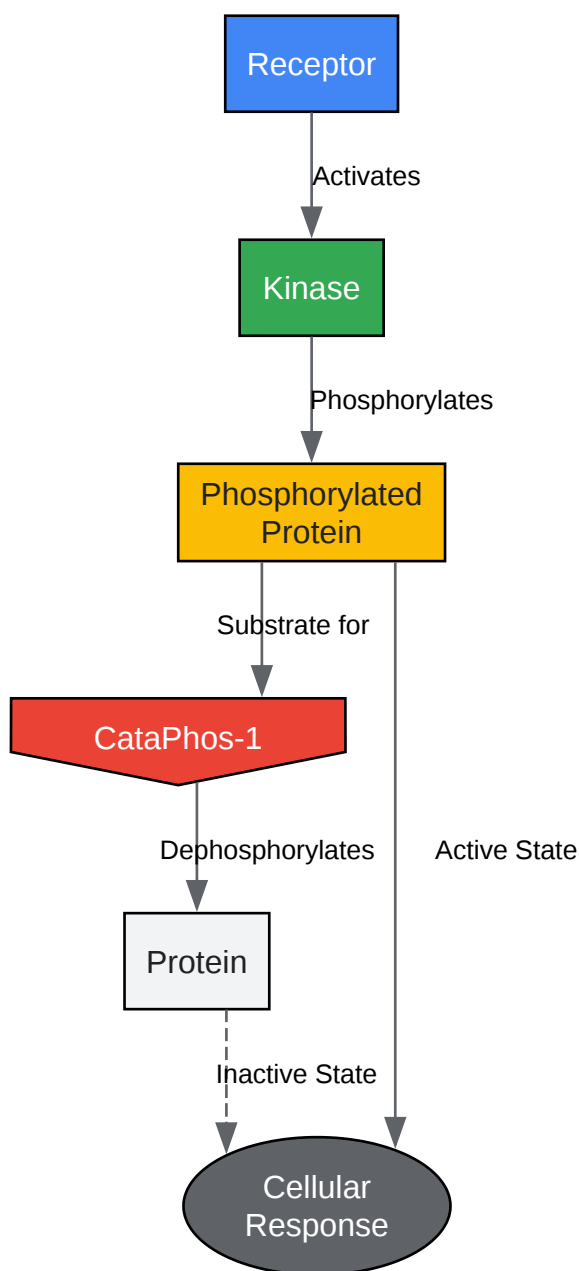 Receptor
Activates
Kinase
Phosphorylates
Phosphorylated
Protein
Substrate for
CataPhos-1
Dephosphorylates
Active State
Protein
Inactive State
Cellular
Response